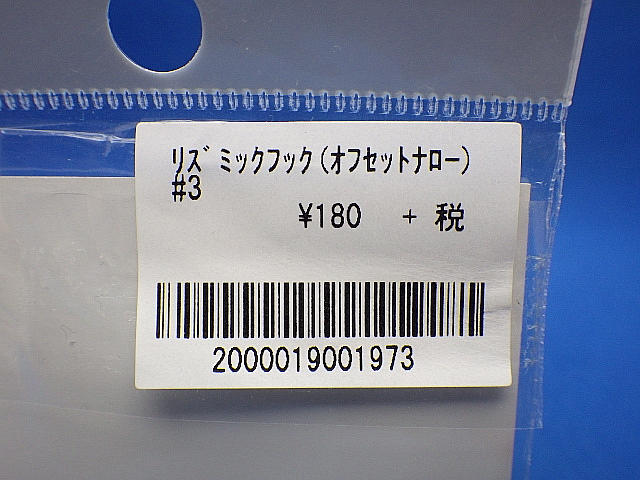 リズミックフック(オフセットナロー)
#3
¥180 + 税
2000019001973